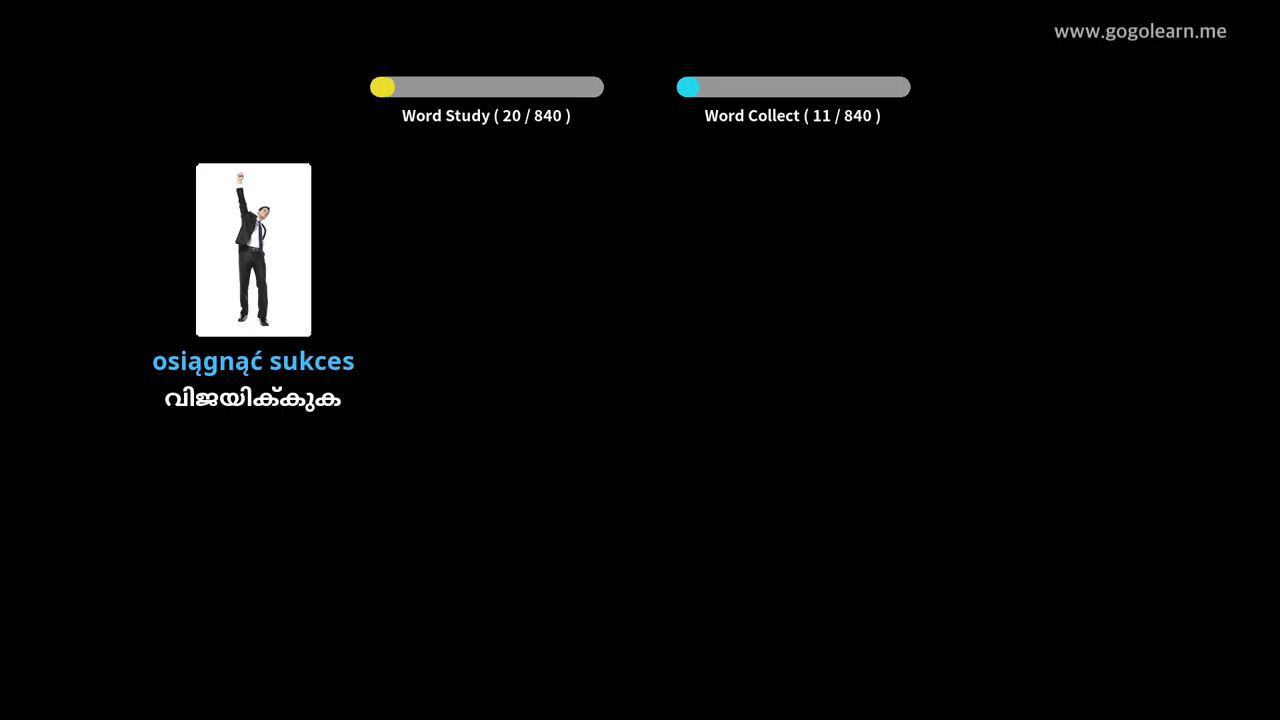 www.gogolearn.me
Word Study ( 20 / 840 )
Word Collect ( 11 / 840 )
osiągnąć sukces
വിജയിക്കുക